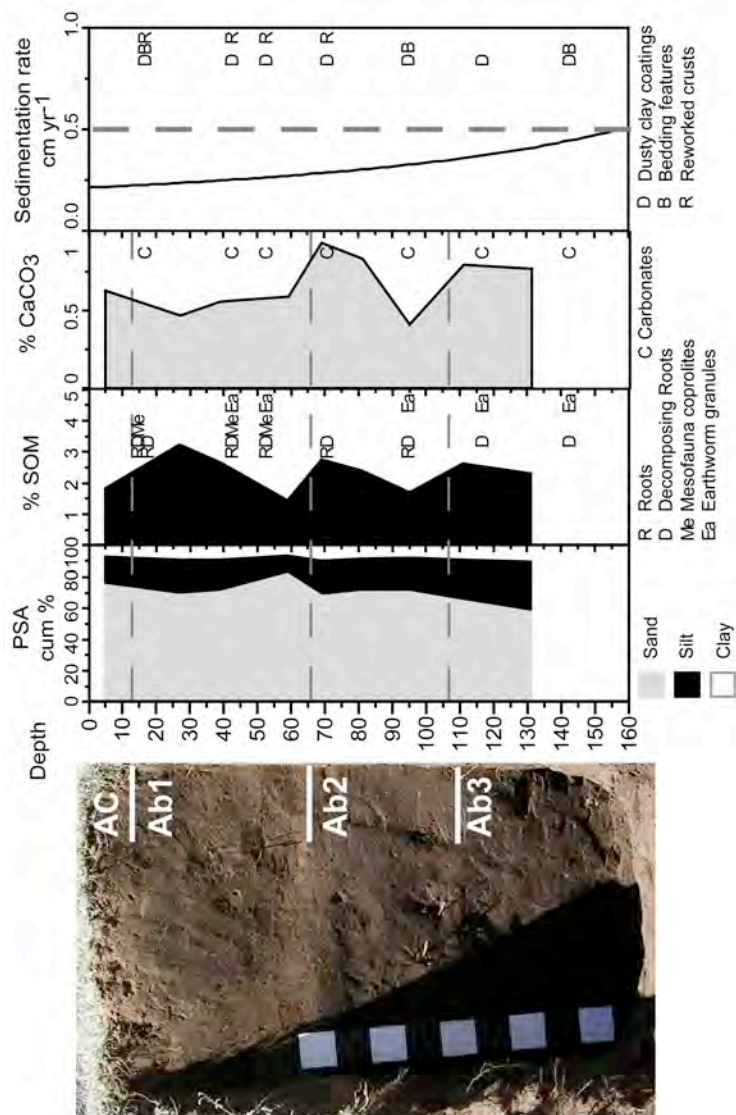 Sedimentation rate
cm yr⁻¹
1.0
0.5
0.0
DBR
D R
D R
D R
DB
D
DB
D Dusty clay coatings
B Bedding features
R Reworked crusts
% CaCO3
1
0.5
0
C
C
C
C
C
C
C
C Carbonates
% SOM
5
4
3
2
1
0
RDMe
RD
RDMeEa
RDMeEa
RD
RD
Ea
D
Ea
D
Ea
R Roots
D Decomposing Roots
Me Mesofauna coprolites
Ea Earthworm granules
PSA
cum %
100
80
60
40
20
0
Sand
Silt
Clay
Depth
0
10
20
30
40
50
60
70
80
90
100
110
120
130
140
150
160
AC
Ab1
Ab2
Ab3